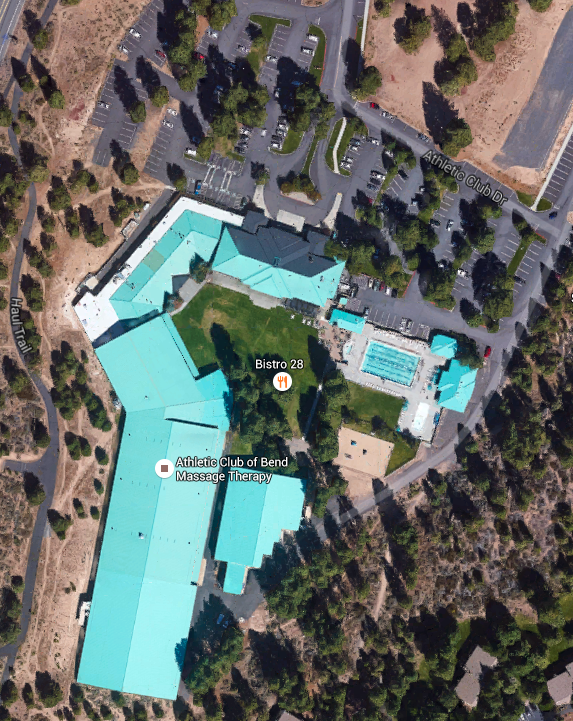 Athletic Club Dr
Haul Trail
Bistro 28
Athletic Club of Bend
Massage Therapy